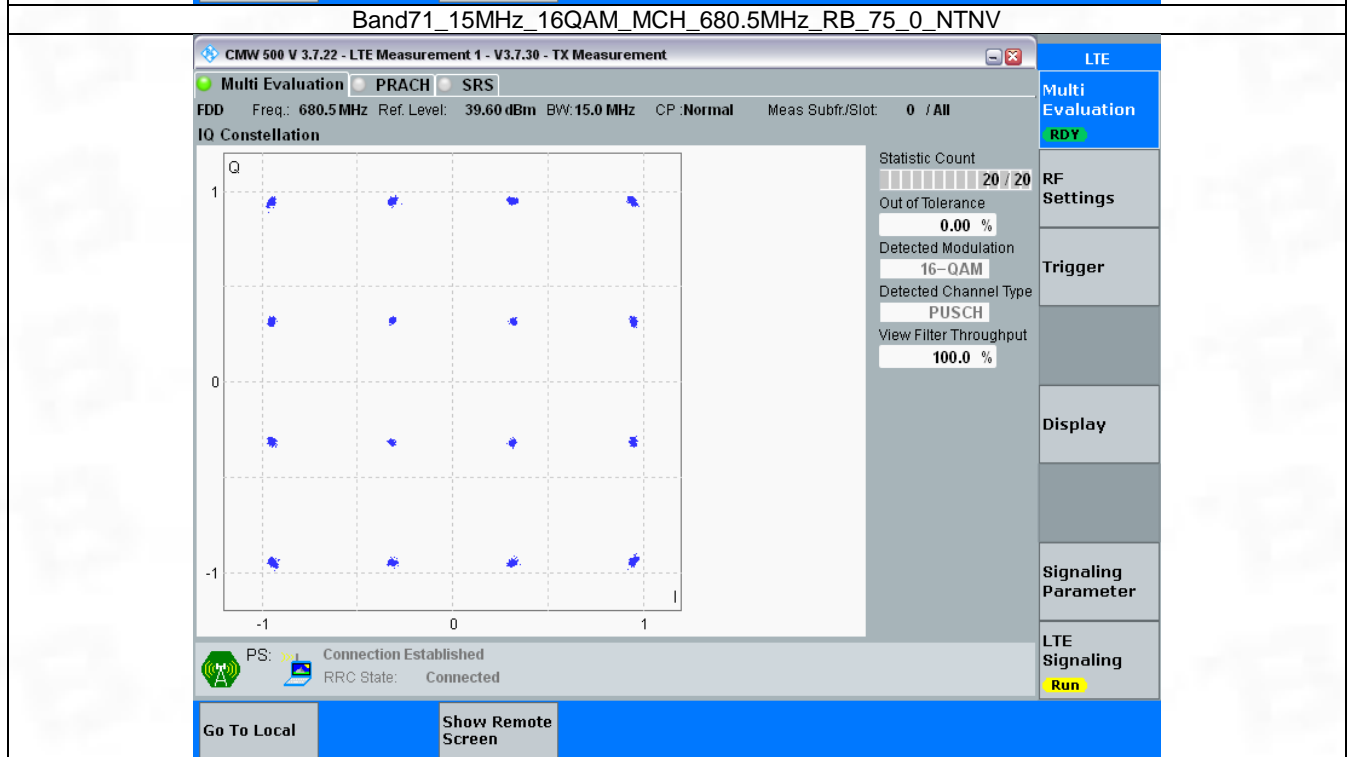 Band71_15MHz_16QAM_MCH_680.5MHz_RB_75_0_NTNV
CMW 500 V 3.7.22 - LTE Measurement 1 - V3.7.30 - TX Measurement
LTE
Multi Evaluation PRACH SRS
Multi
Evaluation
RDY
FDD Freq.: 680.5 MHz Ref. Level: 39.60 dBm BW: 15.0 MHz CP :Normal Meas Subfr./Slot: 0 / All
IQ Constellation
Q
1
0
-1
-1
0
1
I
Statistic Count
20 / 20
Out of Tolerance
0.00 %
Detected Modulation
16-QAM
Detected Channel Type
PUSCH
View Filter Throughput
100.0 %
RF
Settings
Trigger
Display
Signaling
Parameter
LTE
Signaling
Run
PS: Connection Established
RRC State: Connected
Go To Local
Show Remote
Screen